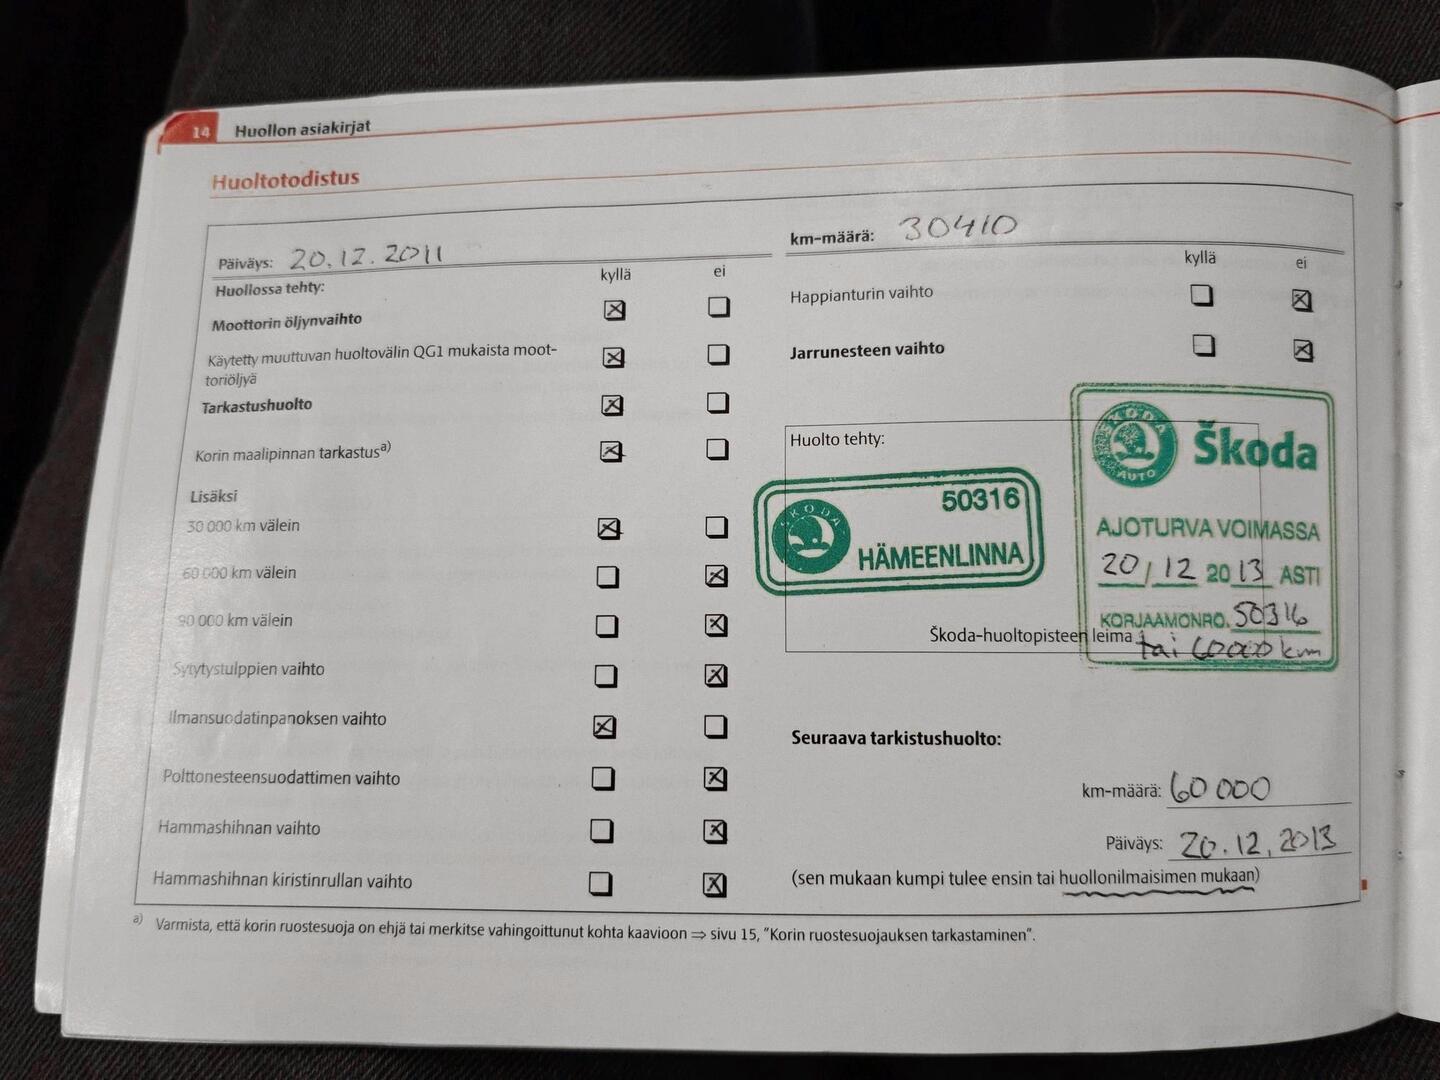 14 Huollon asiakirjat
Huoltotodistus
Päiväys: 20.12.2011
kyllä ei
Huollossa tehty:
Moottorin öljynvaihto
Käytetty muuttuvan huoltovälin QG1 mukaista moot-
toriöljyä
Tarkastushuolto
Korin maalipinnan tarkastus a)
Lisäksi
30 000 km välein
60 000 km välein
90 000 km välein
Sytytystulppien vaihto
Ilmansuodatinpanoksen vaihto
Polttonesteensuodattimen vaihto
Hammashihnan vaihto
Hammashihnan kiristinrullan vaihto
km-määrä: 30410
kyllä ei
Happianturin vaihto
Jarrunesteen vaihto
Huolto tehty:
SKODA
50316
HÄMEENLINNA
SKODA
AUTO
Škoda
AJOTURVA VOIMASSA
20/12 2013 ASTI
KORJAAMONRO. 50316
Škoda-huoltopisteen leima
tai 60000 km
Seuraava tarkistushuolto:
km-määrä: 60 000
Päiväys: 20.12.2013
(sen mukaan kumpi tulee ensin tai huollonilmaisimen mukaan)
a) Varmista, että korin ruostesuoja on ehjä tai merkitse vahingoittunut kohta kaavioon ⇒ sivu 15, "Korin ruostesuojauksen tarkastaminen".